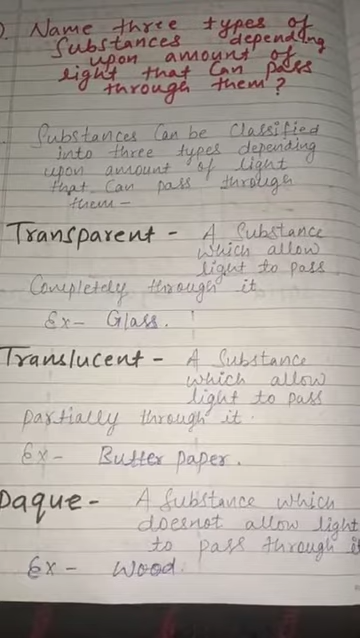 ). Name three types of
Substances depending
upon amount of
light that can pass
through them?
Substances Can be Classified
into three types depending
upon amount of light
that Can pass through
them-
Transparent - A Substance
which allow
light to pass
Completely through it
Ex- Glass.
Translucent - A Substance
which allow
light to pass
partially through it.
Ex- Butter paper.
paque - A Substance which
doesnot allow light
to pass through it
Ex - Wood.